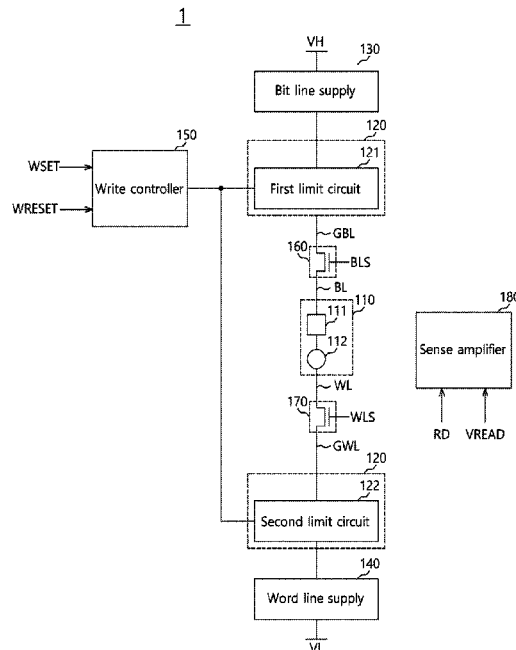 1
VH
130
Bit line supply
120
150
121
WSET
Write controller
First limit circuit
WRESET
GBL
160
BLS
BL
110
180
111
112
Sense amplifier
WL
170
WLS
RD
VREAD
GWL
120
122
Second limit circuit
140
Word line supply
VL